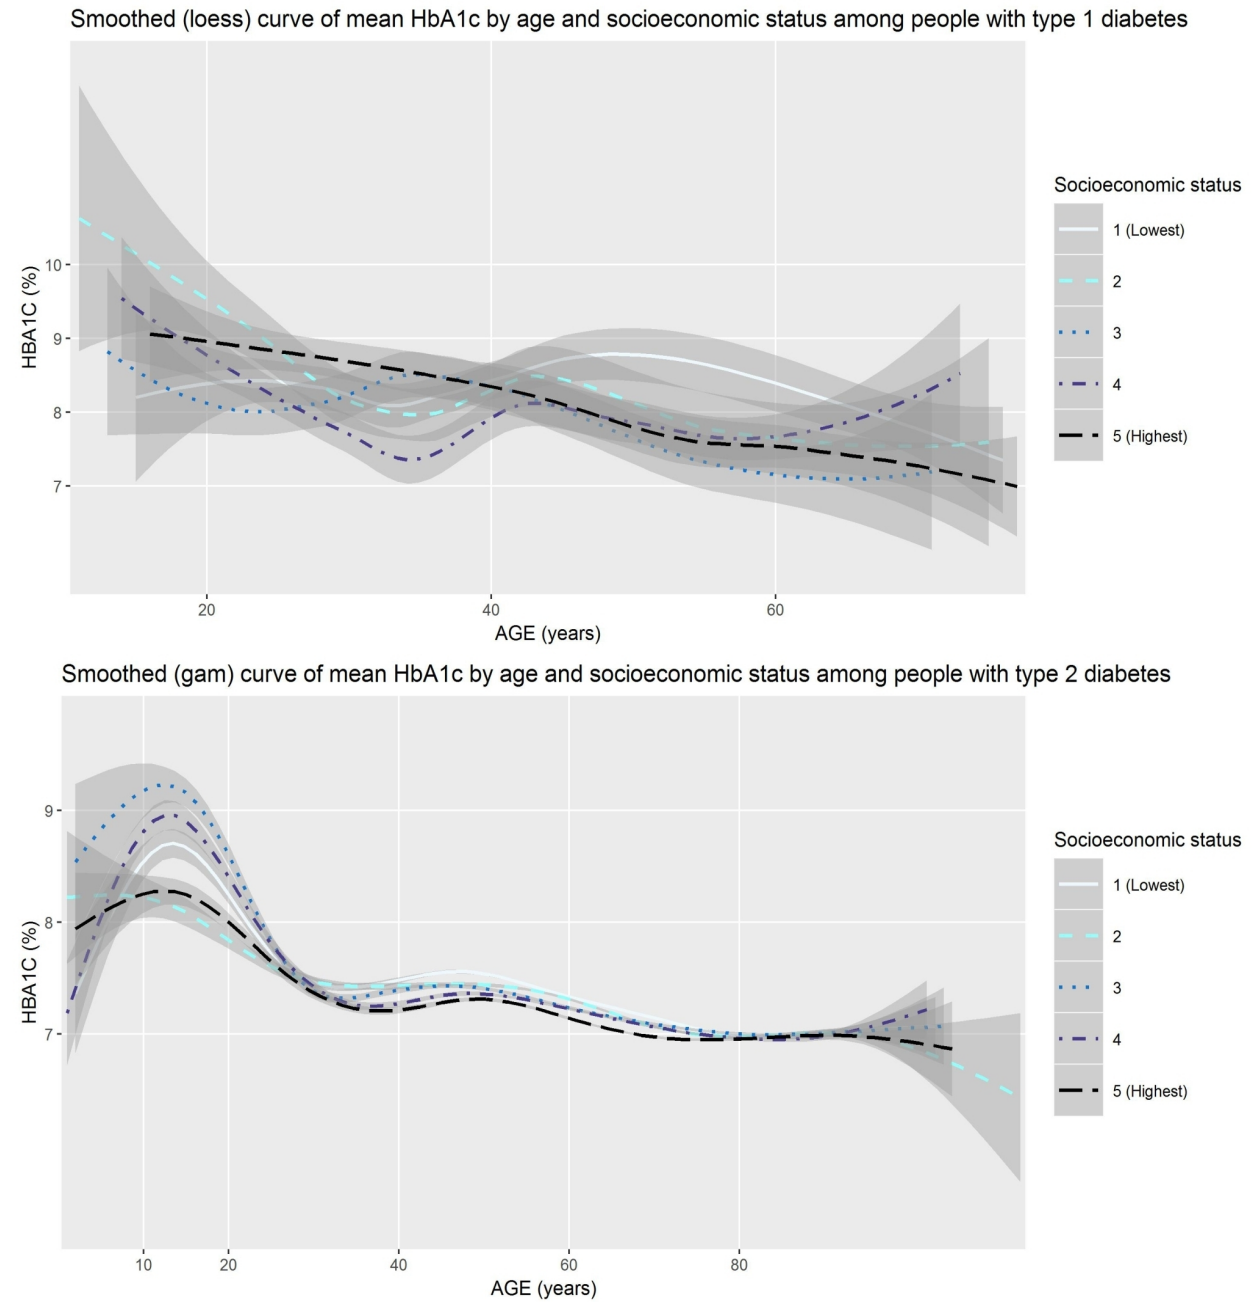 Smoothed (loess) curve of mean HbA1c by age and socioeconomic status among people with type 1 diabetes
HBA1C (%)
10
9
8
7
20
40
60
AGE (years)
Socioeconomic status
1 (Lowest)
2
3
4
5 (Highest)
Smoothed (gam) curve of mean HbA1c by age and socioeconomic status among people with type 2 diabetes
HBA1C (%)
9
8
7
10
20
40
60
80
AGE (years)
Socioeconomic status
1 (Lowest)
2
3
4
5 (Highest)